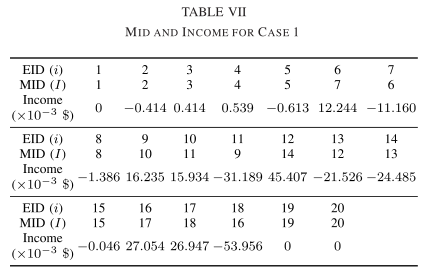 TABLE VII
MID AND INCOME FOR CASE 1
EID (i) 1 2 3 4 5 6 7
MID (I) 1 2 3 4 5 7 6
Income
(×10⁻³ $) 0 −0.414 0.414 0.539 −0.613 12.244 −11.160
EID (i) 8 9 10 11 12 13 14
MID (I) 8 10 11 9 14 12 13
Income
(×10⁻³ $) −1.386 16.235 15.934 −31.189 45.407 −21.526 −24.485
EID (i) 15 16 17 18 19 20
MID (I) 15 17 18 16 19 20
Income
(×10⁻³ $) −0.046 27.054 26.947 −53.956 0 0